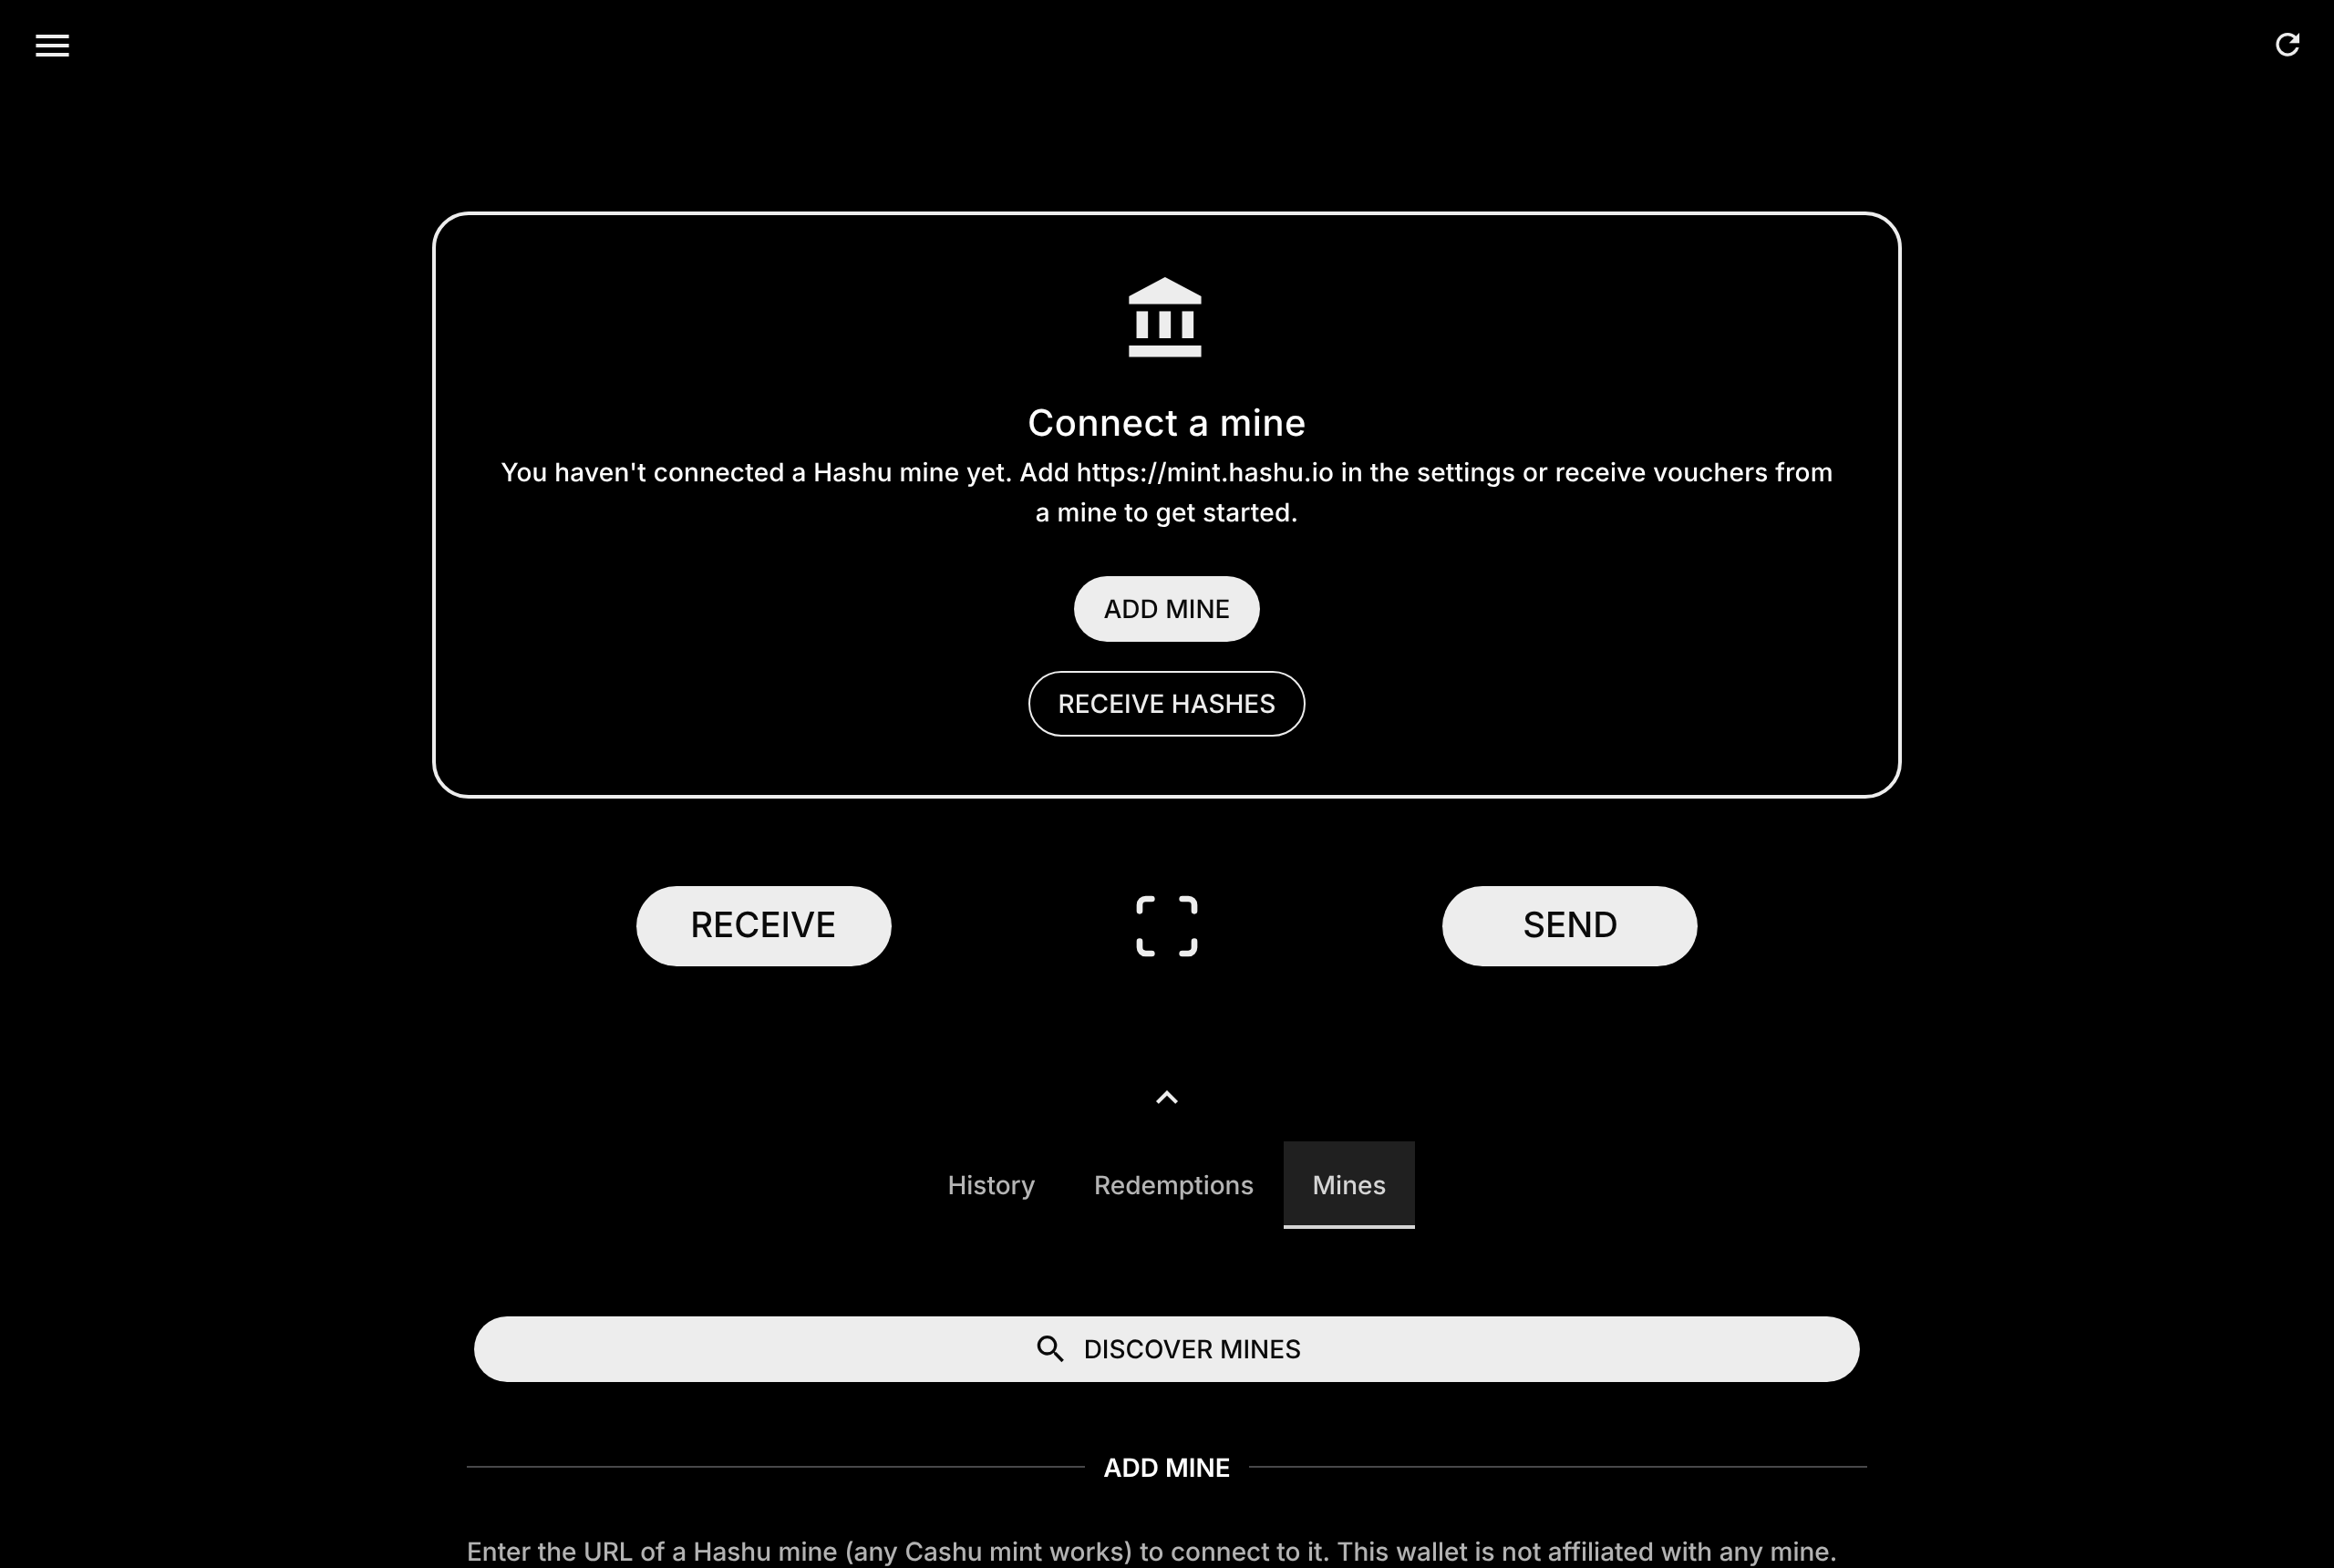 Connect a mine
You haven't connected a Hashu mine yet. Add https://mint.hashu.io in the settings or receive vouchers from
a mine to get started.
ADD MINE
RECEIVE HASHES
RECEIVE
SEND
History
Redemptions
Mines
DISCOVER MINES
ADD MINE
Enter the URL of a Hashu mine (any Cashu mint works) to connect to it. This wallet is not affiliated with any mine.